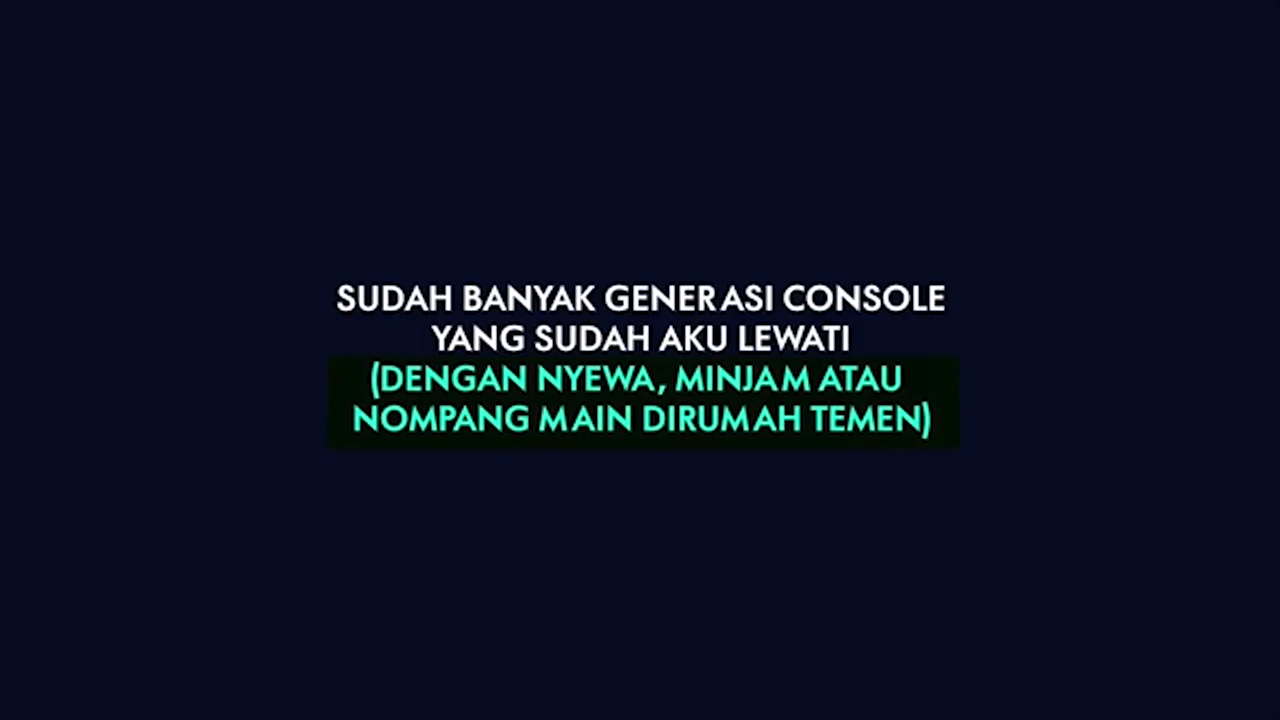 SUDAH BANYAK GENERASI CONSOLE
YANG SUDAH AKU LEWATI
(DENGAN NYEWA, MINJAM ATAU
NOMPANG MAIN DIRUMAH TEMEN)